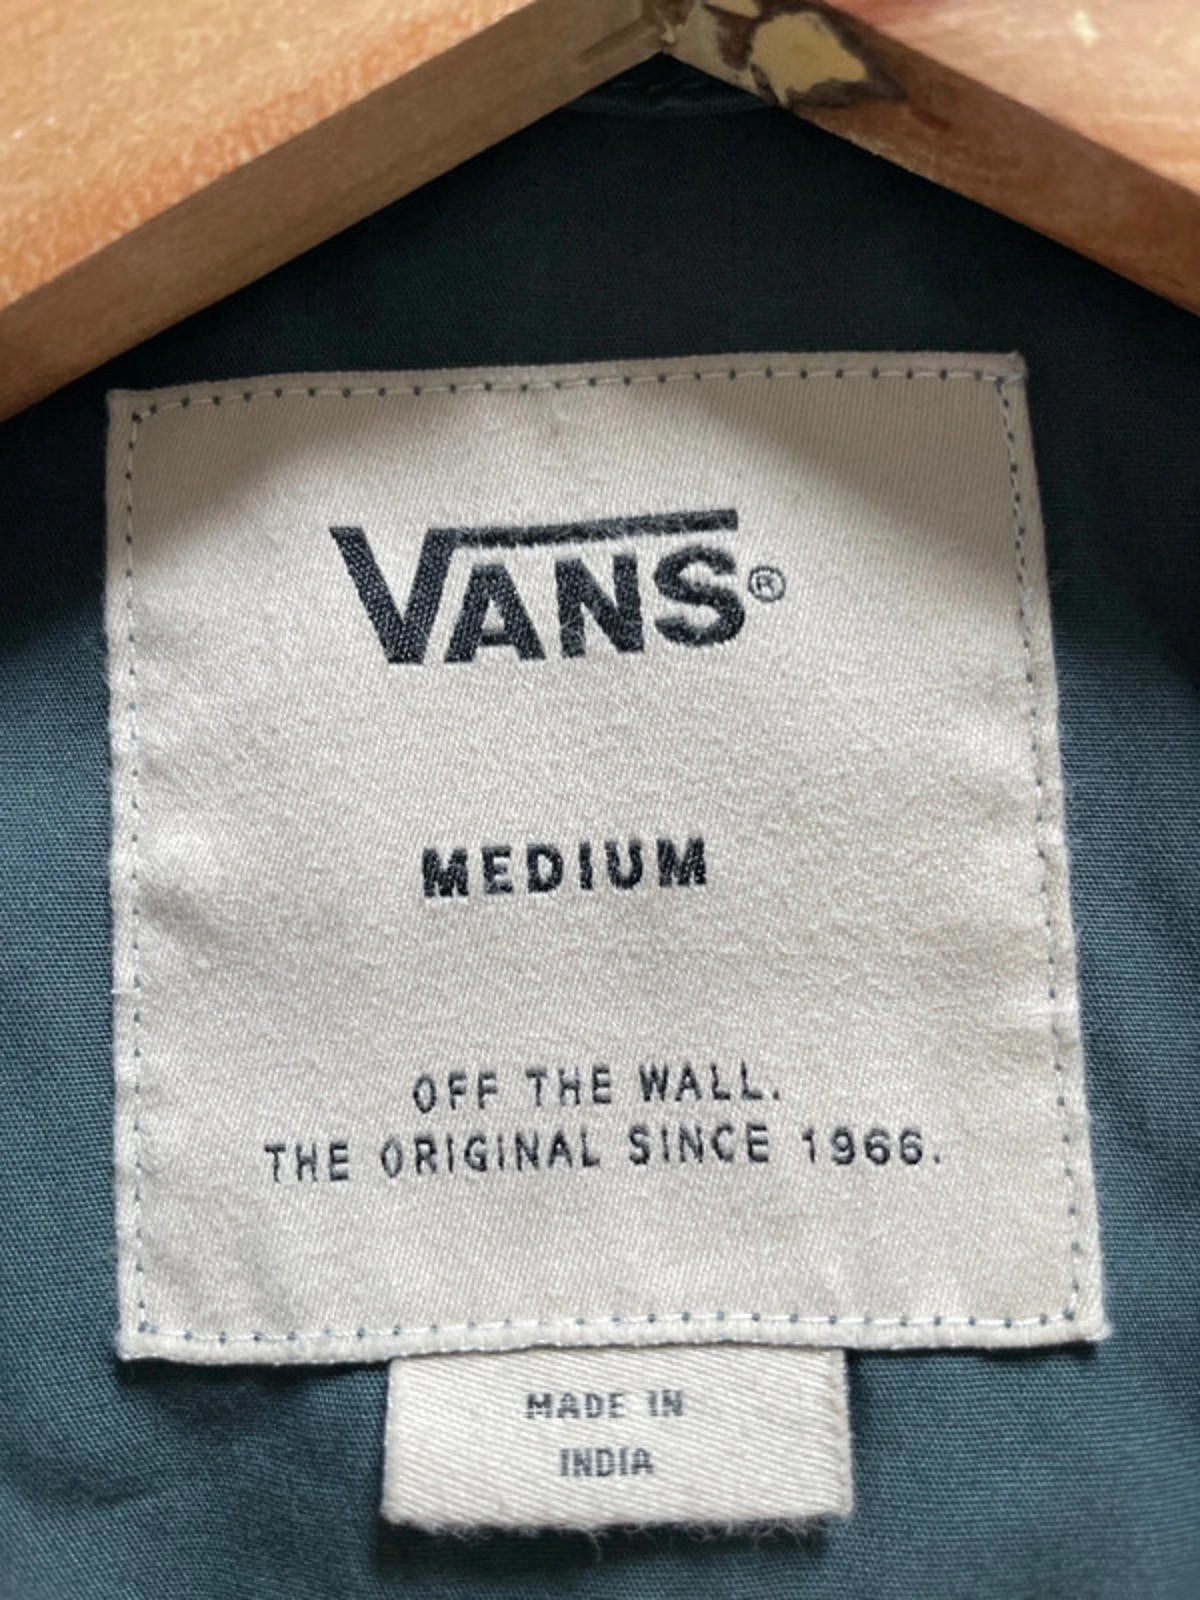 VANS®
MEDIUM
OFF THE WALL.
THE ORIGINAL SINCE 1966.
MADE IN
INDIA